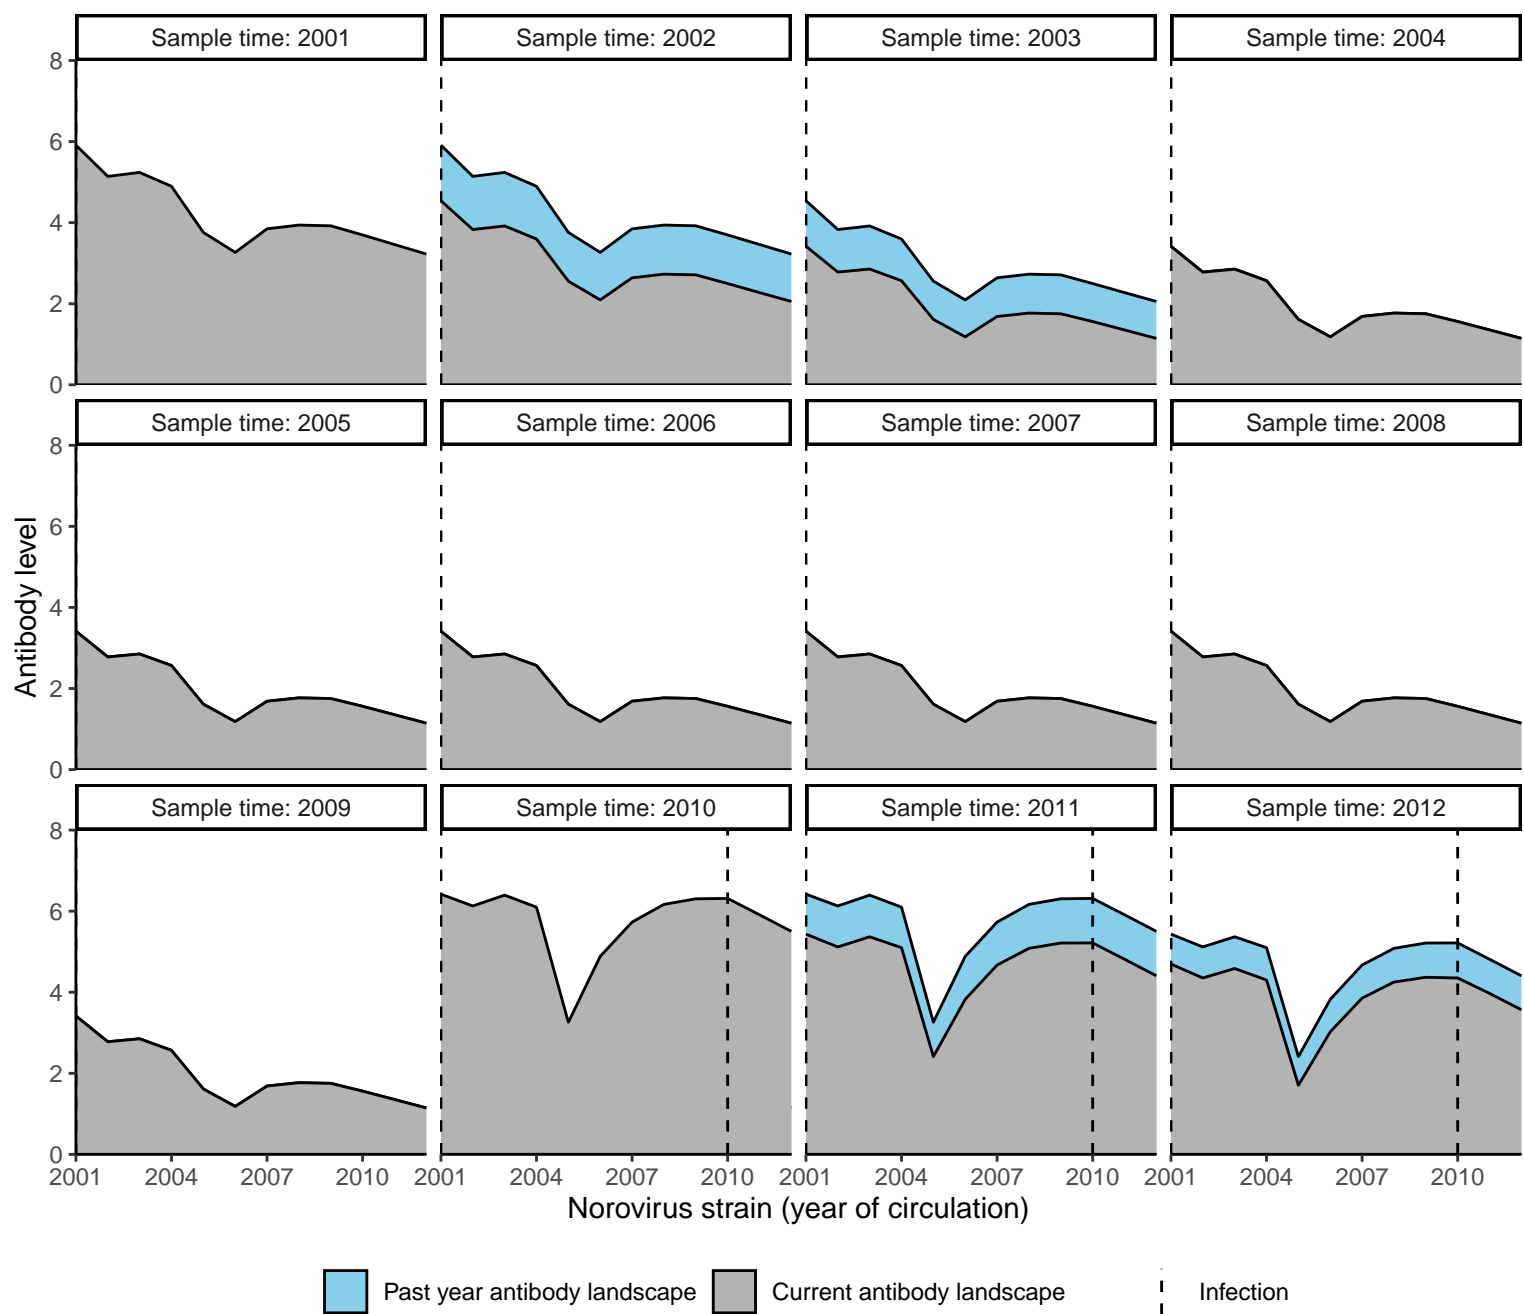 Sample time: 2001 Sample time: 2002 Sample time: 2003 Sample time: 2004
8
6
4
2
0
Sample time: 2005 Sample time: 2006 Sample time: 2007 Sample time: 2008
8
6
4
2
0
Antibody level
Sample time: 2009 Sample time: 2010 Sample time: 2011 Sample time: 2012
8
6
4
2
0
2001 2004 2007 2010 2001 2004 2007 2010 2001 2004 2007 2010 2001 2004 2007 2010
Norovirus strain (year of circulation)
Past year antibody landscape Current antibody landscape Infection